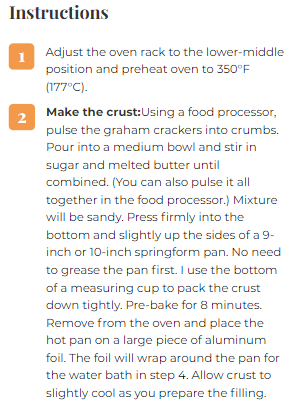 Instructions
1
Adjust the oven rack to the lower-middle
position and preheat oven to 350°F
(177°C).
2
Make the crust:Using a food processor,
pulse the graham crackers into crumbs.
Pour into a medium bowl and stir in
sugar and melted butter until
combined. (You can also pulse it all
together in the food processor.) Mixture
will be sandy. Press firmly into the
bottom and slightly up the sides of a 9-
inch or 10-inch springform pan. No need
to grease the pan first. I use the bottom
of a measuring cup to pack the crust
down tightly. Pre-bake for 8 minutes.
Remove from the oven and place the
hot pan on a large piece of aluminum
foil. The foil will wrap around the pan for
the water bath in step 4. Allow crust to
slightly cool as you prepare the filling.